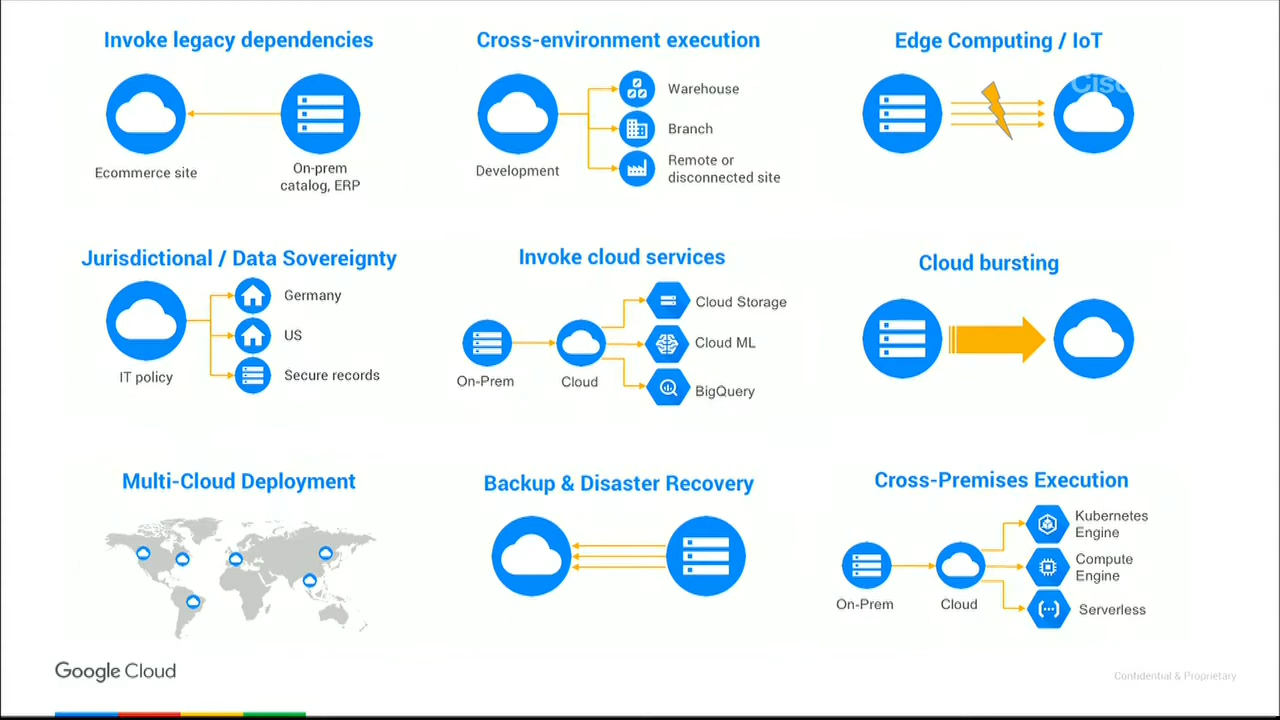 Invoke legacy dependencies
Ecommerce site
On-prem
catalog, ERP
Cross-environment execution
Development
Warehouse
Branch
Remote or
disconnected site
Edge Computing / IoT
Jurisdictional / Data Sovereignty
IT policy
Germany
US
Secure records
Invoke cloud services
On-Prem
Cloud
Cloud Storage
Cloud ML
BigQuery
Cloud bursting
Multi-Cloud Deployment
Backup & Disaster Recovery
Cross-Premises Execution
On-Prem
Cloud
Kubernetes
Engine
Compute
Engine
Serverless
Google Cloud
Confidential & Proprietary